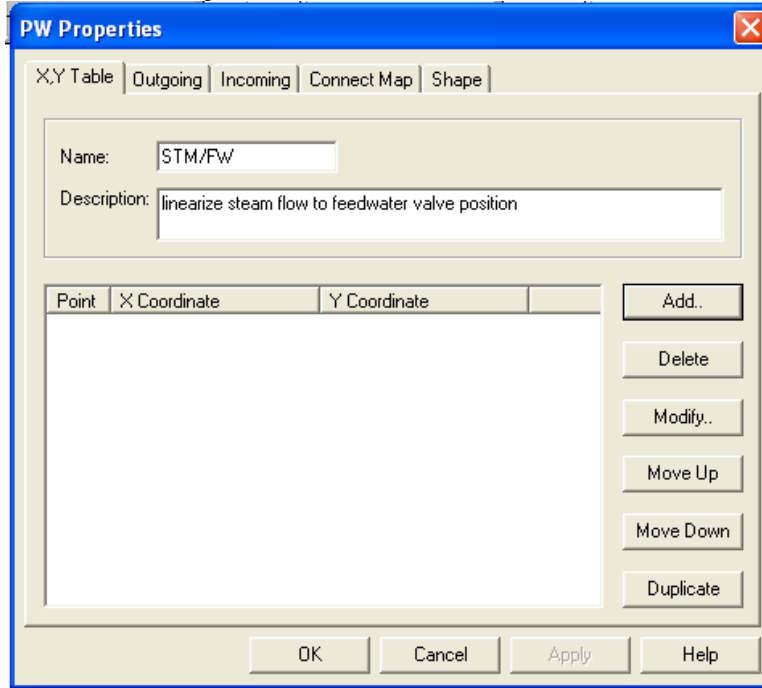 PW Properties
X,Y Table Outgoing Incoming Connect Map Shape
Name: STM/FW
Description: linearize steam flow to feedwater valve position
Point X Coordinate Y Coordinate
Add..
Delete
Modify..
Move Up
Move Down
Duplicate
OK Cancel Apply Help